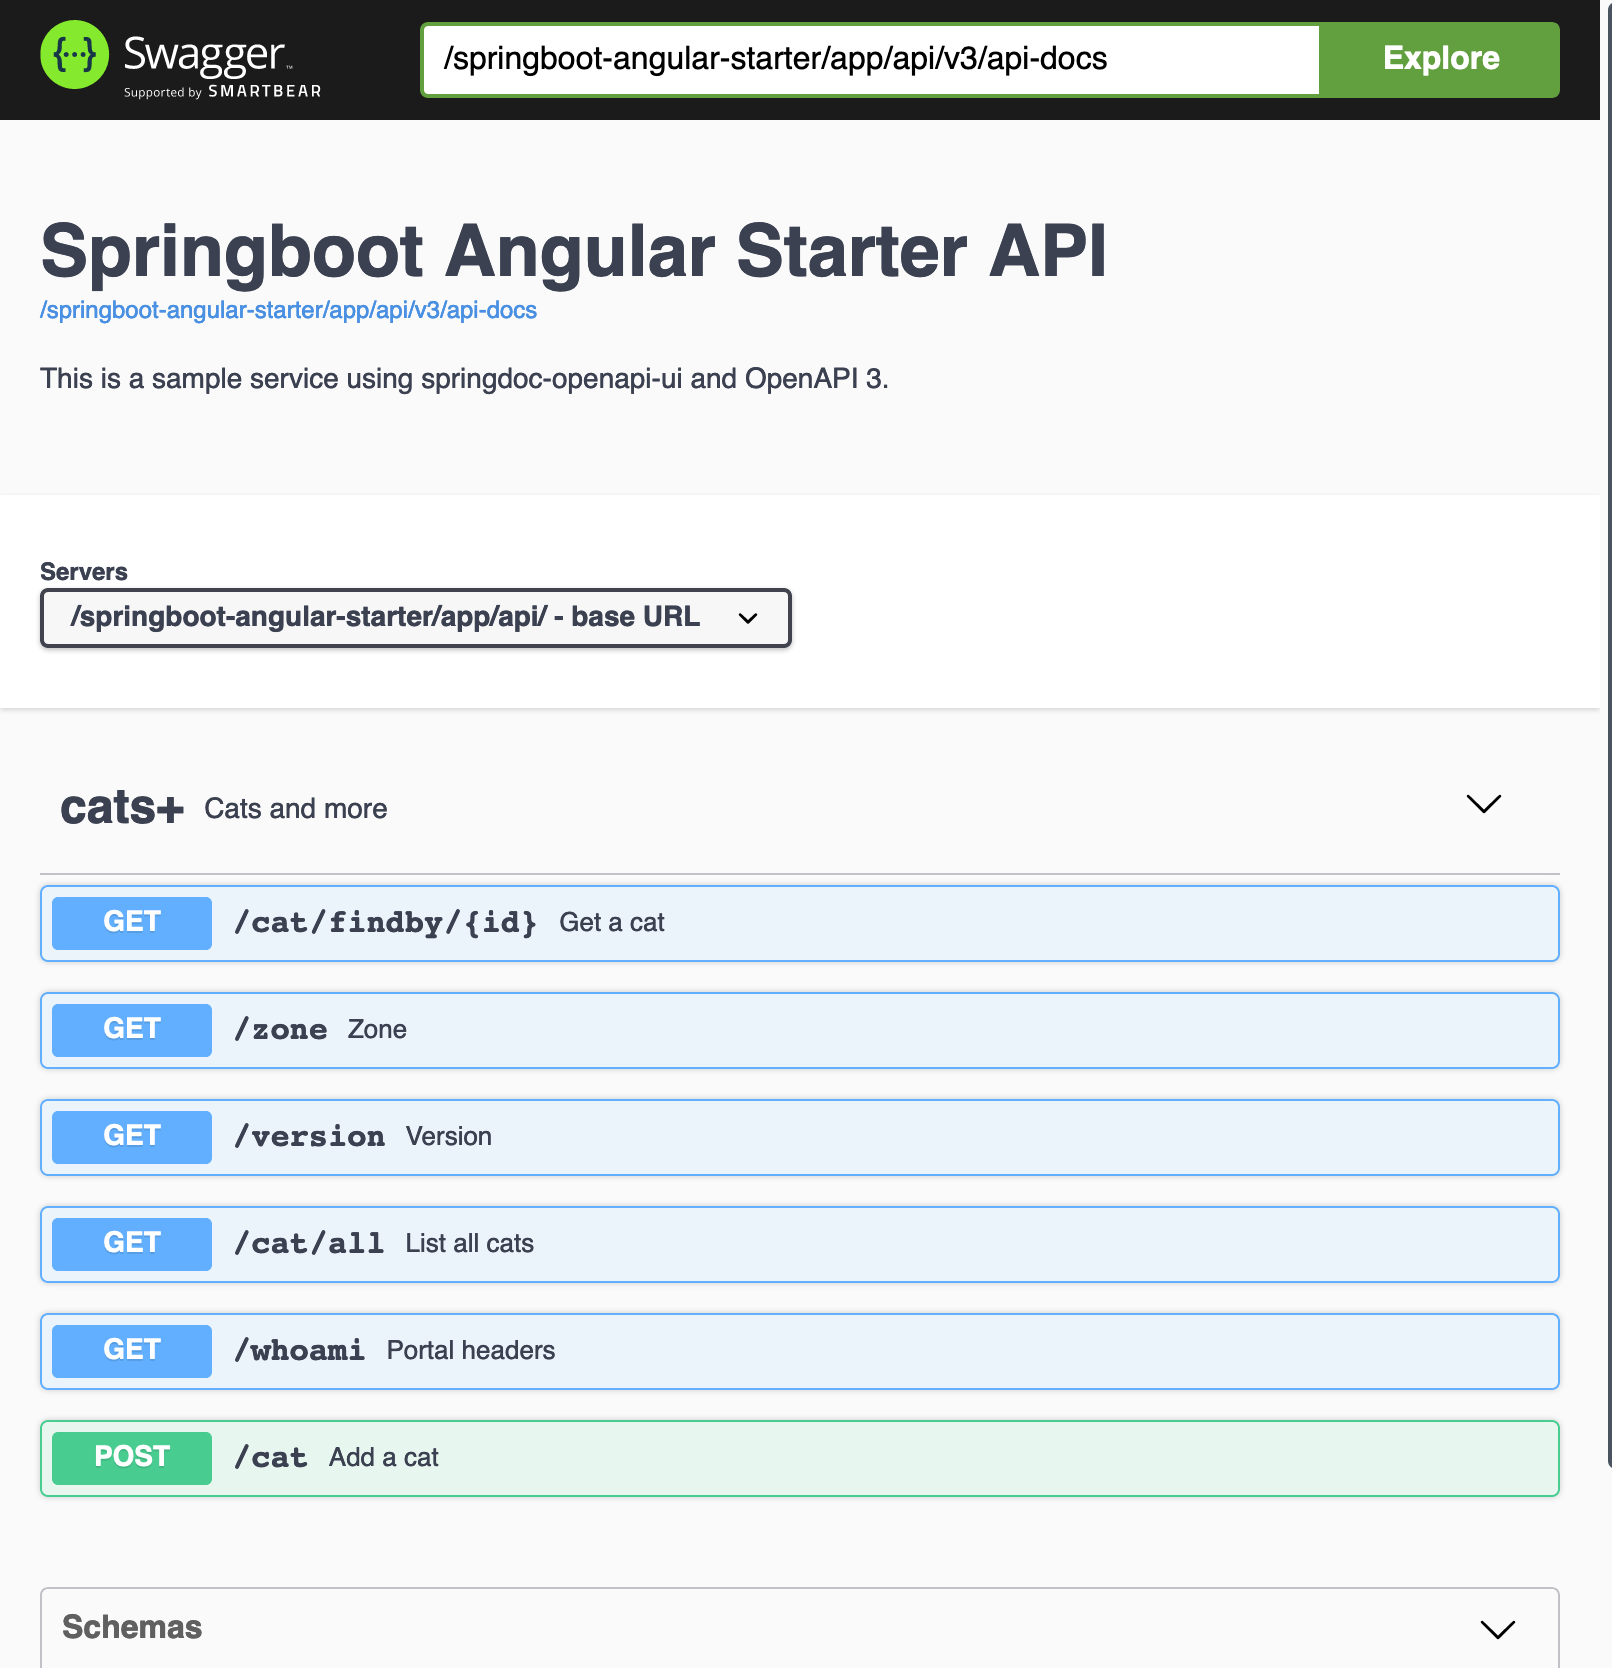 {···} Swagger™
Supported by SMARTBEAR
/springboot-angular-starter/app/api/v3/api-docs
Explore
Springboot Angular Starter API
/springboot-angular-starter/app/api/v3/api-docs
This is a sample service using springdoc-openapi-ui and OpenAPI 3.
Servers
/springboot-angular-starter/app/api/ - base URL
cats+ Cats and more
GET /cat/findby/{id} Get a cat
GET /zone Zone
GET /version Version
GET /cat/all List all cats
GET /whoami Portal headers
POST /cat Add a cat
Schemas